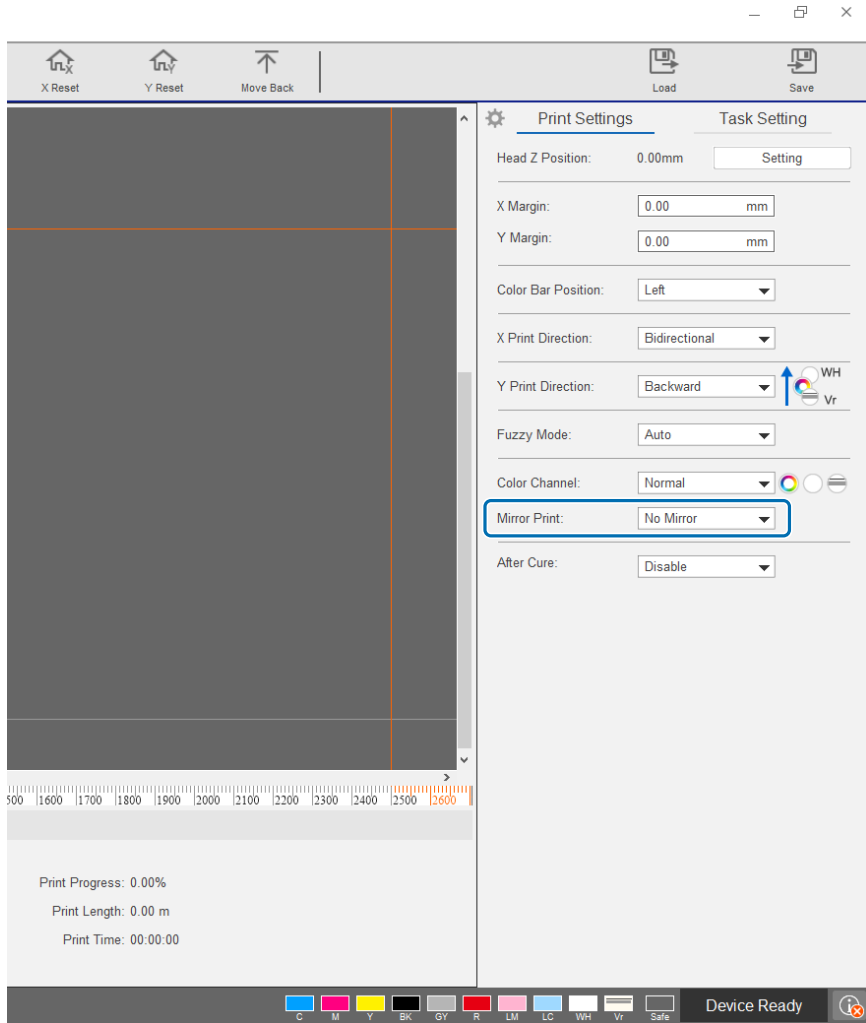 X Reset Y Reset Move Back Load Save
Print Settings Task Setting
Head Z Position: 0.00mm Setting
X Margin: 0.00 mm
Y Margin: 0.00 mm
Color Bar Position: Left
X Print Direction: Bidirectional
WH
Y Print Direction: Backward
Vr
Fuzzy Mode: Auto
Color Channel: Normal
Mirror Print: No Mirror
After Cure: Disable
500 1600 1700 1800 1900 2000 2100 2200 2300 2400 2500 2600
Print Progress: 0.00%
Print Length: 0.00 m
Print Time: 00:00:00
C M Y BK GY R LM LC WH Vr Safe Device Ready